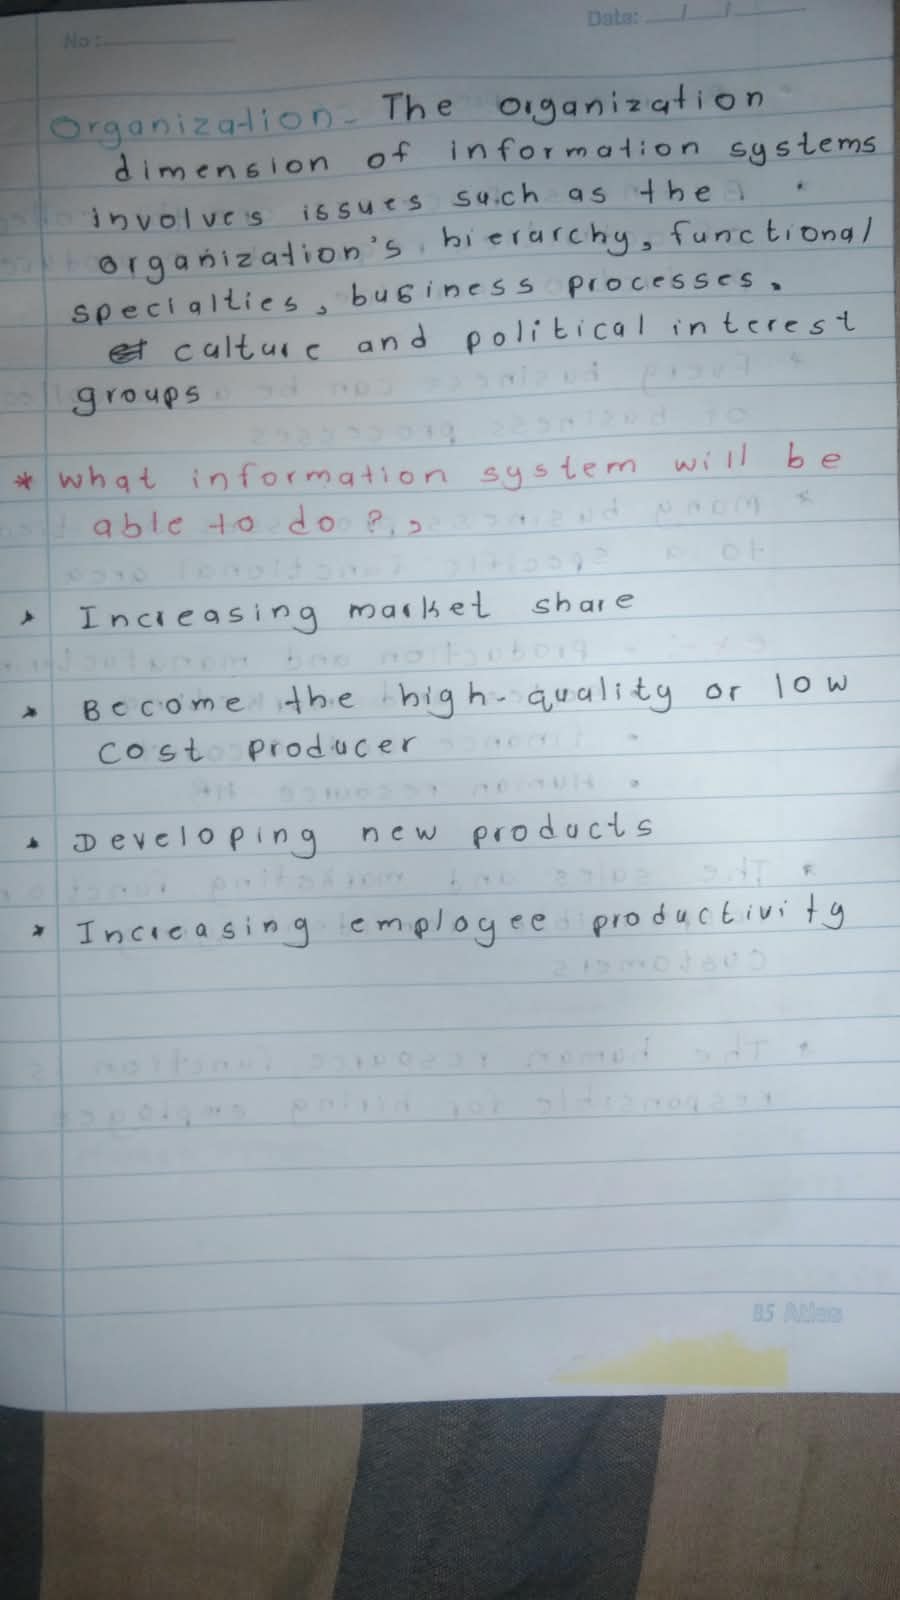 No:
Date: / /
Organization - The organization
dimension of information systems
involves issues such as the
organization's hierarchy, functional
specialties, business processes.
culture and political interest
groups
* What information system will be
able to do?,
* Increasing market share
* Become the high-quality or low
cost producer
* Developing new products
* Increasing employee productivity
B5 Atlas